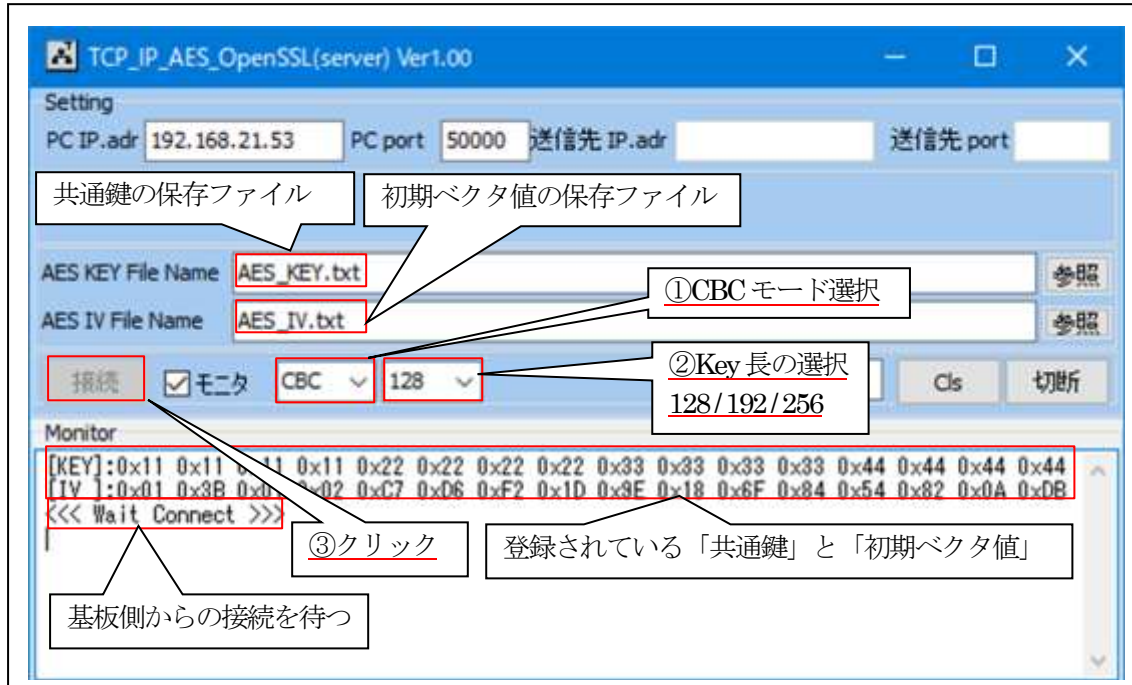 TCP_IP_AES_OpenSSL(server) Ver1.00
Setting
PC IP.adr 192.168.21.53 PC port 50000 送信先 IP.adr 送信先 port
共通鍵の保存ファイル
初期ベクタ値の保存ファイル
AES KEY File Name AES_KEY.txt 参照
①CBCモード選択
AES IV File Name AES_IV.txt 参照
接続 モニタ CBC 128 Cls 切断
②Key長の選択
128/192/256
Monitor
[KEY]:0x11 0x11 0x11 0x22 0x22 0x22 0x22 0x33 0x33 0x33 0x33 0x44 0x44 0x44 0x44
[IV ]:0x01 0x3B 0x02 0xC7 0xD6 0xF2 0x1D 0x9E 0x18 0x6F 0x84 0x54 0x82 0x0A 0xDB
<<< Wait Connect >>>
③クリック
登録されている「共通鍵」と「初期ベクタ値」
基板側からの接続を待つ